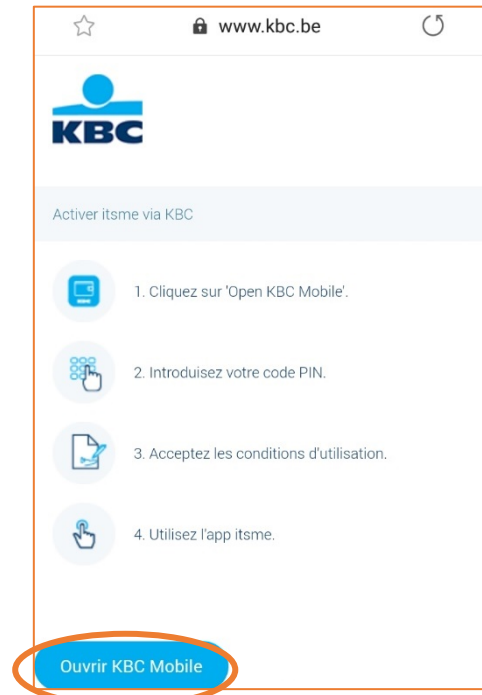 www.kbc.be
KBC
Activer itsme via KBC
1. Cliquez sur 'Open KBC Mobile'.
2. Introduisez votre code PIN.
3. Acceptez les conditions d'utilisation.
4. Utilisez l'app itsme.
Ouvrir KBC Mobile